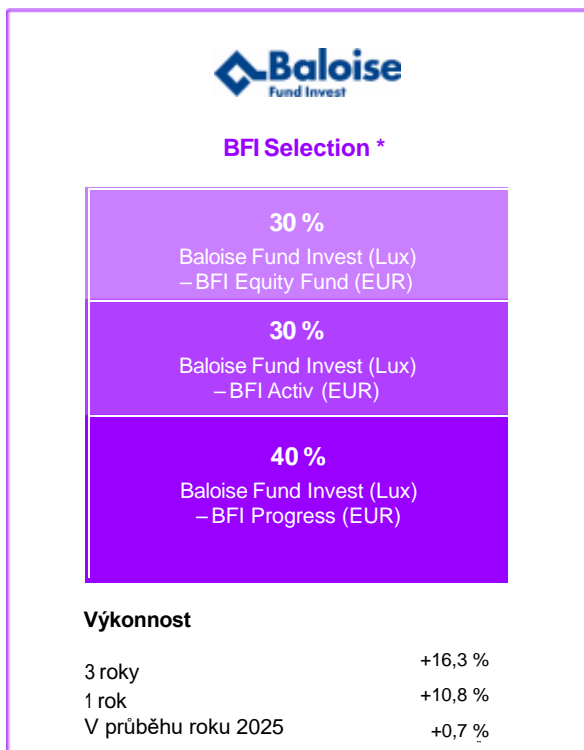 Baloise
Fund Invest
BFI Selection *
30 %
Baloise Fund Invest (Lux)
– BFI Equity Fund (EUR)
30 %
Baloise Fund Invest (Lux)
– BFI Activ (EUR)
40 %
Baloise Fund Invest (Lux)
– BFI Progress (EUR)
Výkonnost
3 roky +16,3 %
1 rok +10,8 %
V průběhu roku 2025 +0,7 %